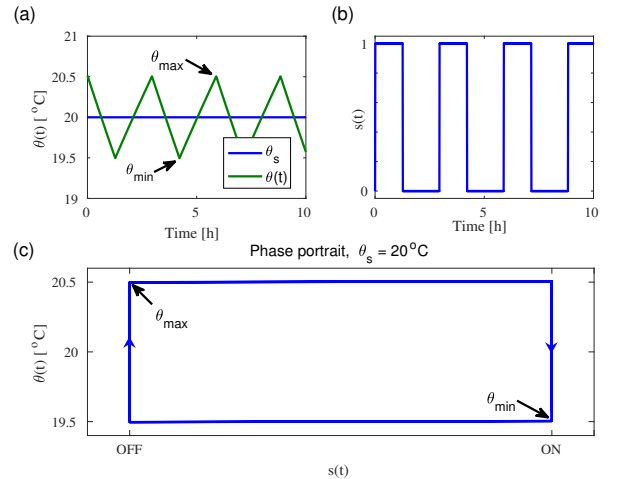 (a)
21
20.5
20
19.5
19
θ(t) [ °C]
θmax
θmin
θs
θ(t)
0
5
10
Time [h]
(b)
1
0
s(t)
0
5
10
Time [h]
(c)
Phase portrait, θs = 20°C
20.5
20
19.5
θ(t) [ °C]
θmax
θmin
OFF
ON
s(t)